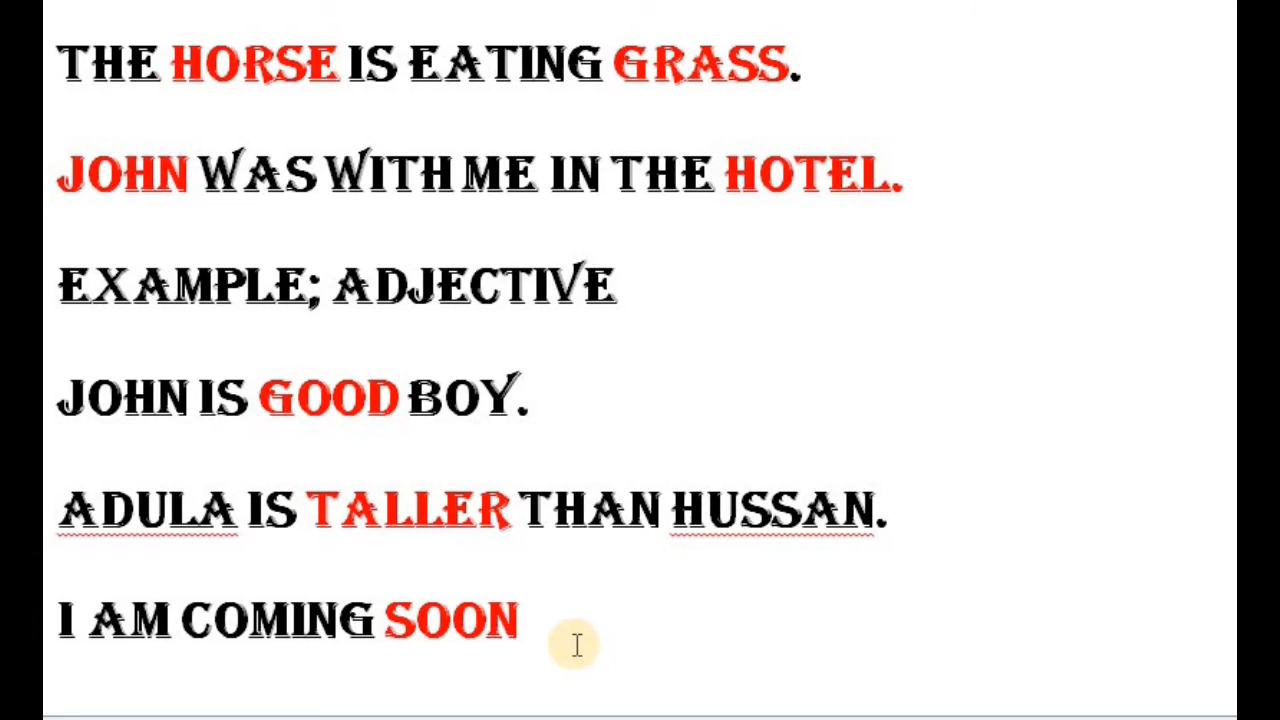 THE HORSE IS EATING GRASS.
JOHN WAS WITH ME IN THE HOTEL.
EXAMPLE; ADJECTIVE
JOHN IS GOOD BOY.
ADULA IS TALLER THAN HUSSAN.
I AM COMING SOON